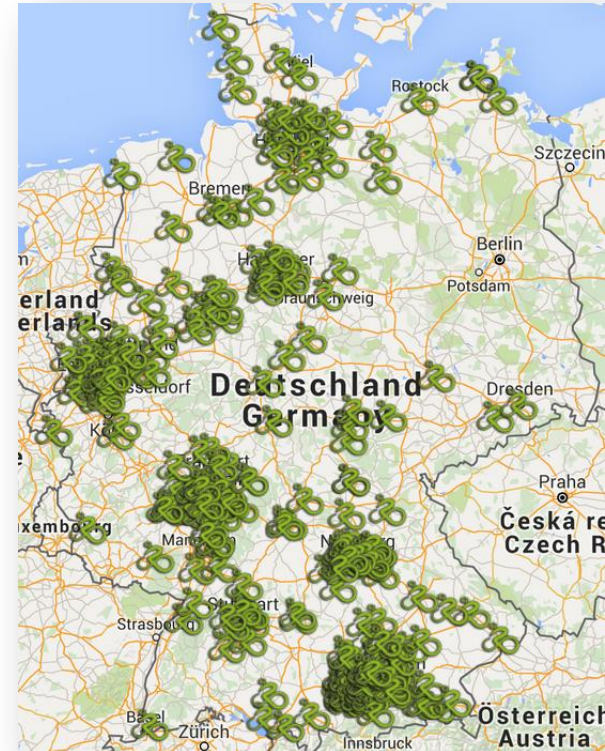 Rostock
Szczecin
Bremen
Berlin
Potsdam
erland
erlands
Deutschland
Germany
Dresden
Praha
Česká re
Czech R
xembourg
Strasbourg
Basel
Zürich
Innsbruck
Österreich
Austria